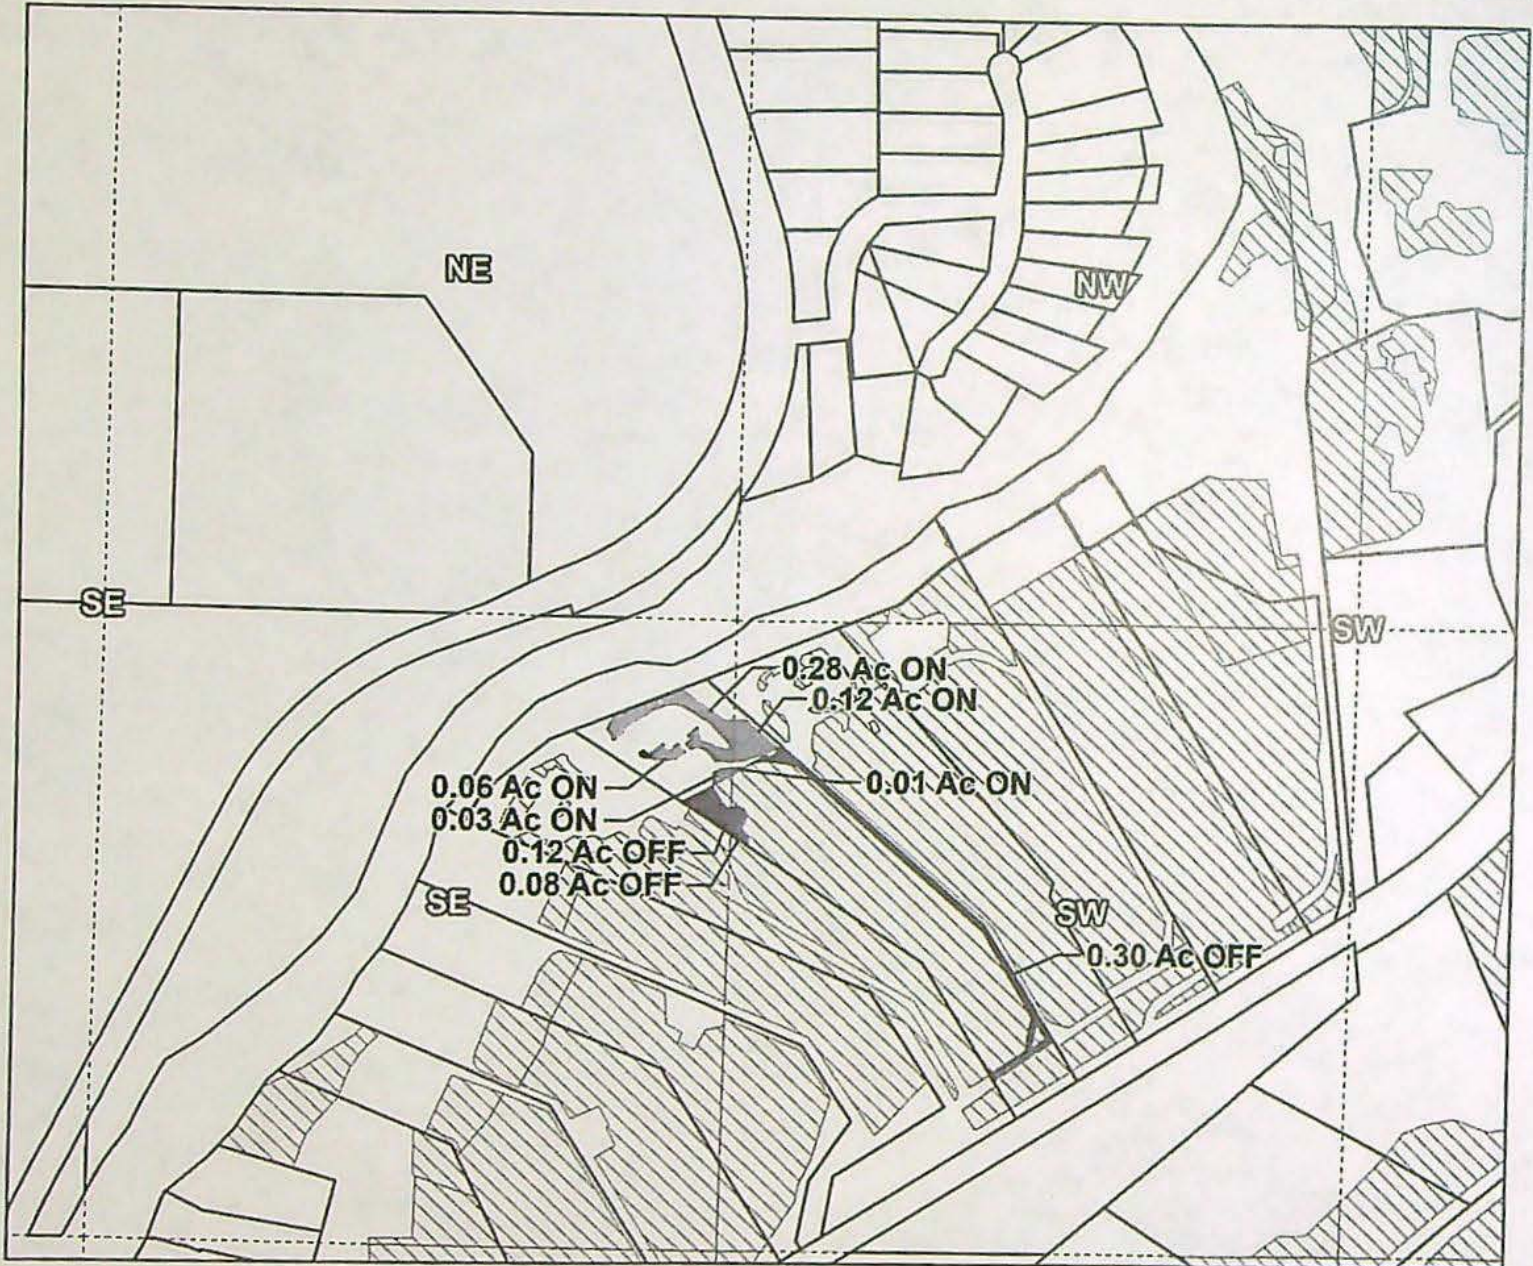 NE
NW
SE
SW
0.28 Ac ON
0.12 Ac ON
0.06 Ac ON
0.01 Ac ON
0.03 Ac ON
0.12 Ac OFF
0.08 Ac OFF
SE
SW
0.30 Ac OFF